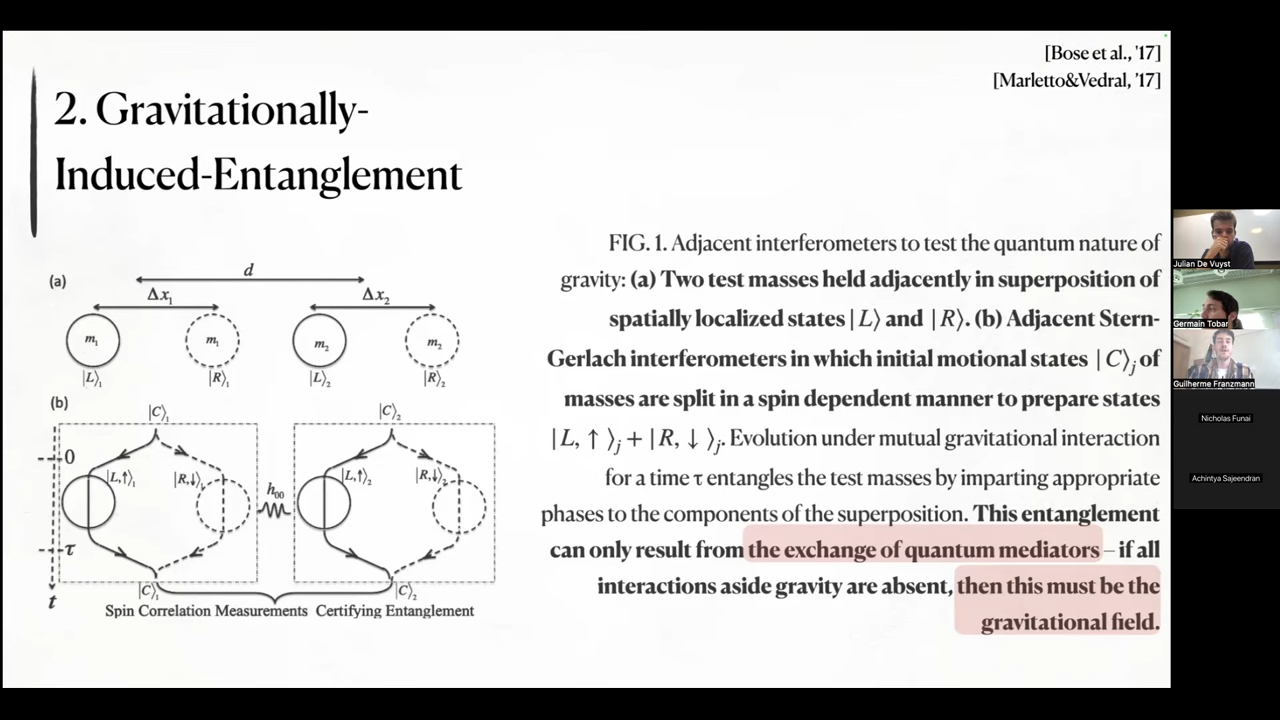 [Bose et al., '17]
[Marletto&Vedral, '17]
2. Gravitationally-
Induced-Entanglement
(a)
d
Δx₁
Δx₂
m₁
m₁
m₂
m₂
|L⟩₁
|R⟩₁
|L⟩₂
|R⟩₂
(b)
|C⟩₁
|C⟩₂
0
|L,↑⟩₁
|R,↓⟩₁
h₀₀
|L,↑⟩₂
|R,↓⟩₂
τ
|C⟩₁
|C⟩₂
t
Spin Correlation Measurements Certifying Entanglement
FIG. 1. Adjacent interferometers to test the quantum nature of
gravity: (a) Two test masses held adjacently in superposition of
spatially localized states |L⟩ and |R⟩. (b) Adjacent Stern-
Gerlach interferometers in which initial motional states |C⟩ⱼ of
masses are split in a spin dependent manner to prepare states
|L, ↑⟩ⱼ + |R, ↓⟩ⱼ. Evolution under mutual gravitational interaction
for a time τ entangles the test masses by imparting appropriate
phases to the components of the superposition. This entanglement
can only result from the exchange of quantum mediators – if all
interactions aside gravity are absent, then this must be the
gravitational field.
Julian De Vuyst
Germain Tobar
Guilherme Franzmann
Nicholas Funai
Achintya Sajeendran